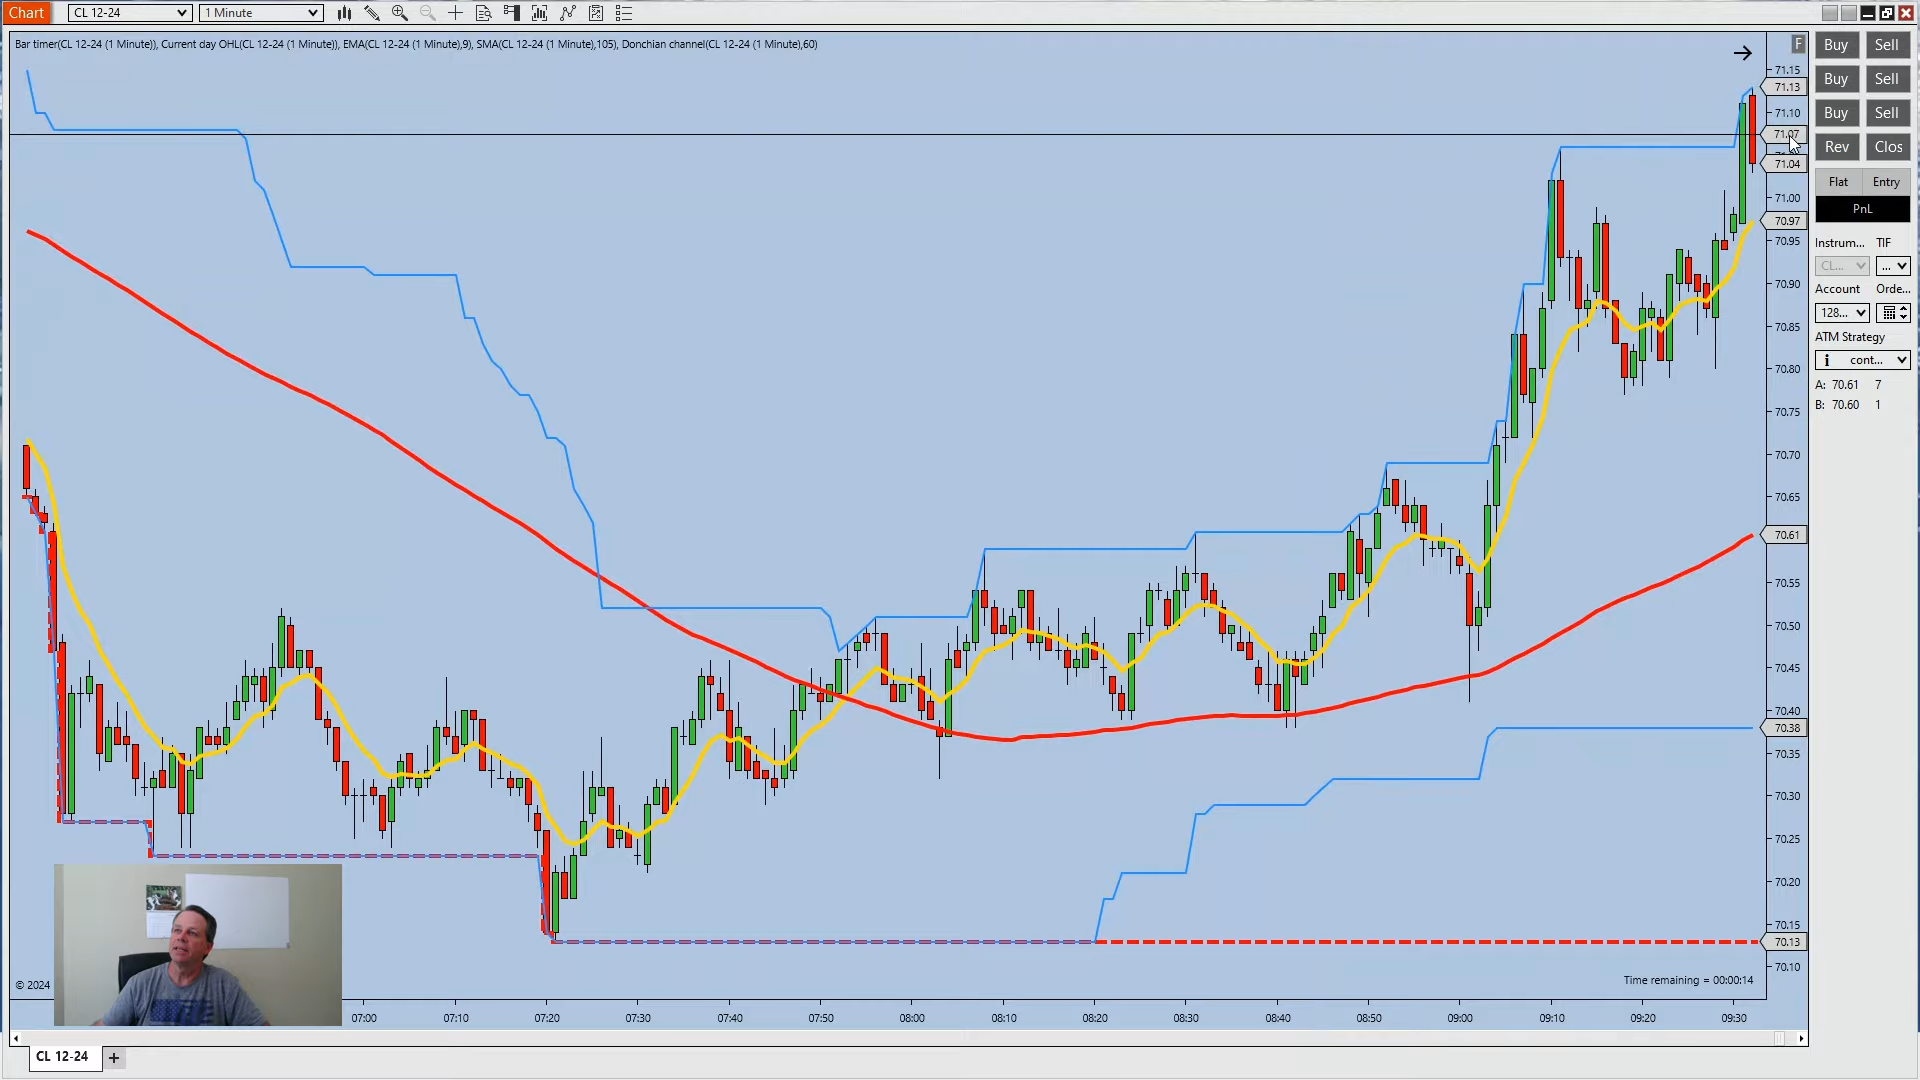 Chart
CL 12-24
1 Minute
Bar timer(CL 12-24 (1 Minute)), Current day OHL(CL 12-24 (1 Minute)), EMA(CL 12-24 (1 Minute),9), SMA(CL 12-24 (1 Minute),105), Donchian channel(CL 12-24 (1 Minute),60)
F
71.15
71.13
71.10
71.07
71.04
71.00
70.97
70.95
70.90
70.85
70.80
70.75
70.70
70.65
70.61
70.55
70.50
70.45
70.40
70.38
70.35
70.30
70.25
70.20
70.15
70.13
70.10
Buy Sell
Buy Sell
Buy Sell
Rev Clos
Flat Entry
PnL
Instrum... TIF
CL... ...
Account Orde...
128...
ATM Strategy
i cont...
A: 70.61 7
B: 70.60 1
Time remaining = 00:00:14
© 2024
07:00 07:10 07:20 07:30 07:40 07:50 08:00 08:10 08:20 08:30 08:40 08:50 09:00 09:10 09:20 09:30
CL 12-24 +